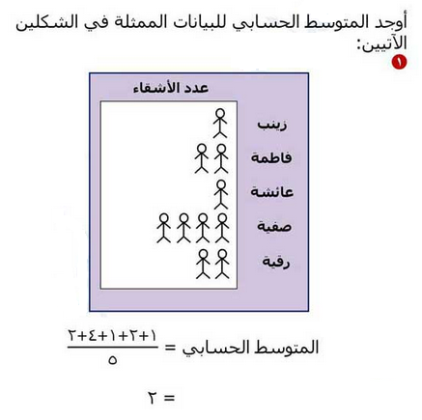 أوجد المتوسط الحسابي للبيانات الممثلة في الشكلين
الآتيين:
١
عدد الأشقاء
زينب
فاطمة
عائشة
صفية
رقية
المتوسط الحسابي = ١+٢+١+٤+٢ / ٥
= ٢